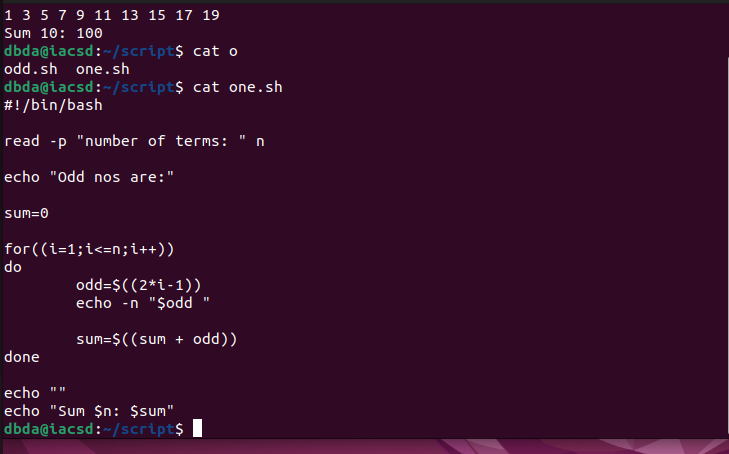 1 3 5 7 9 11 13 15 17 19
Sum 10: 100
dbda@iacsd:~/script$ cat o
odd.sh  one.sh
dbda@iacsd:~/script$ cat one.sh
#!/bin/bash

read -p "number of terms: " n

echo "Odd nos are:"

sum=0

for((i=1;i<=n;i++))
do
        odd=$((2*i-1))
        echo -n "$odd "

        sum=$((sum + odd))
done

echo ""
echo "Sum $n: $sum"
dbda@iacsd:~/script$